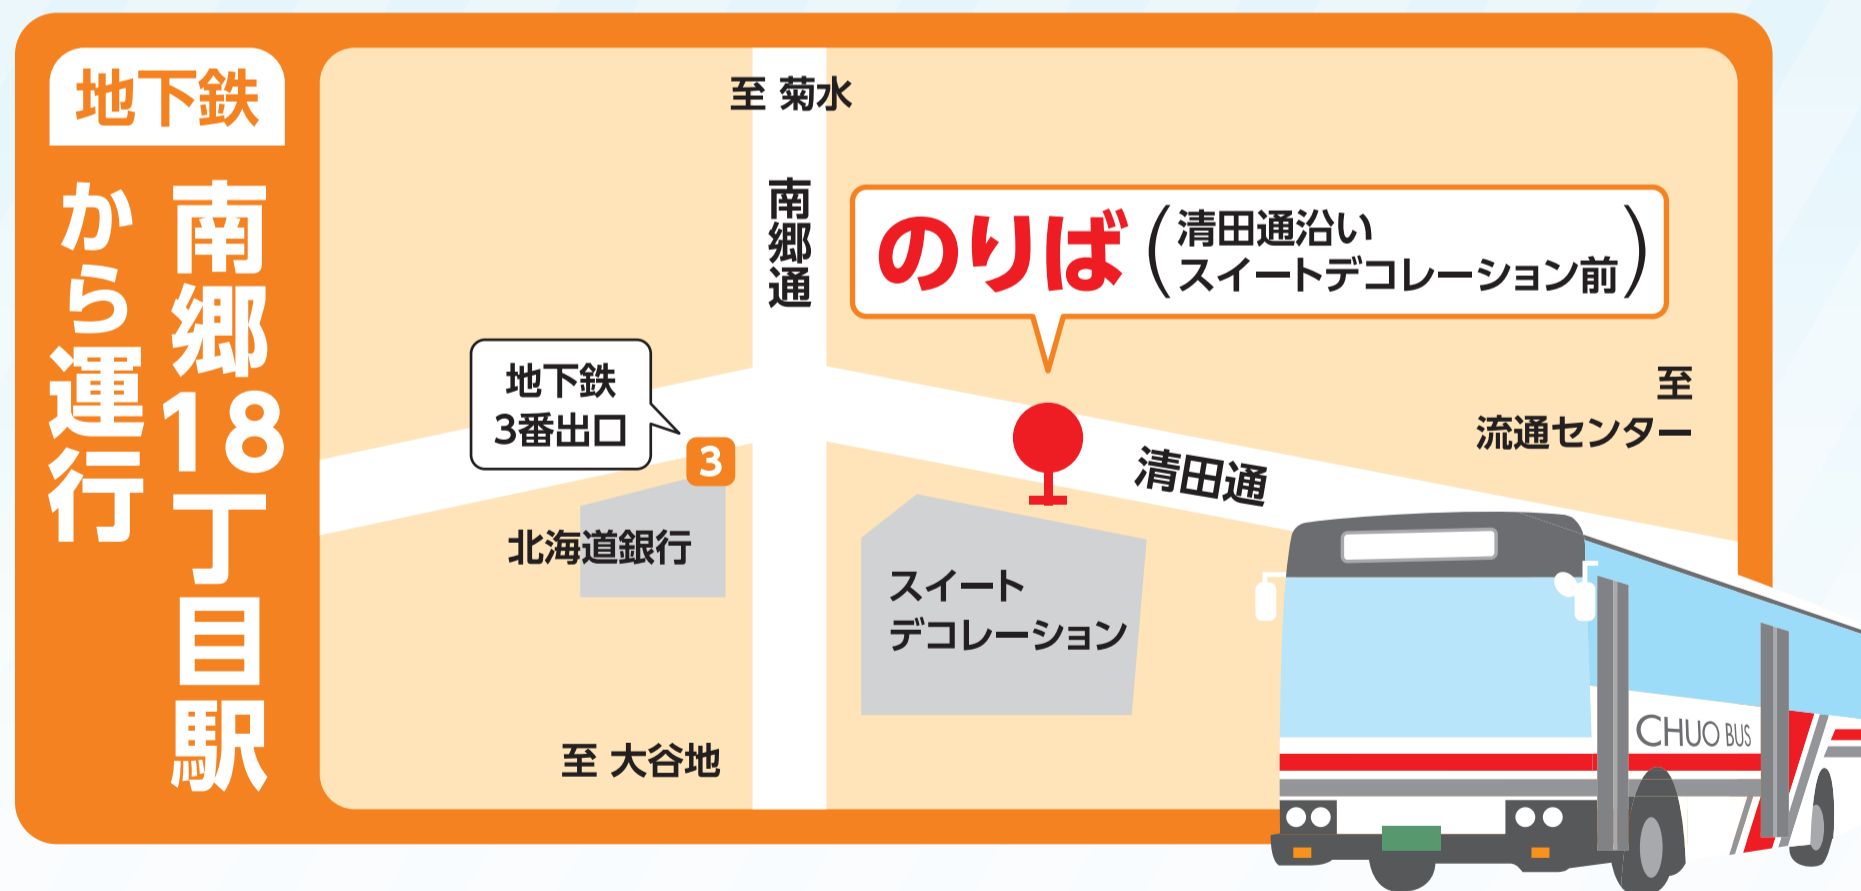 地下鉄
南郷18丁目駅
から運行
至 菊水
南郷通
のりば
清田通沿い
スイートデコレーション前
地下鉄
3番出口
3
至
流通センター
清田通
北海道銀行
スイート
デコレーション
至 大谷地
CHUO BUS